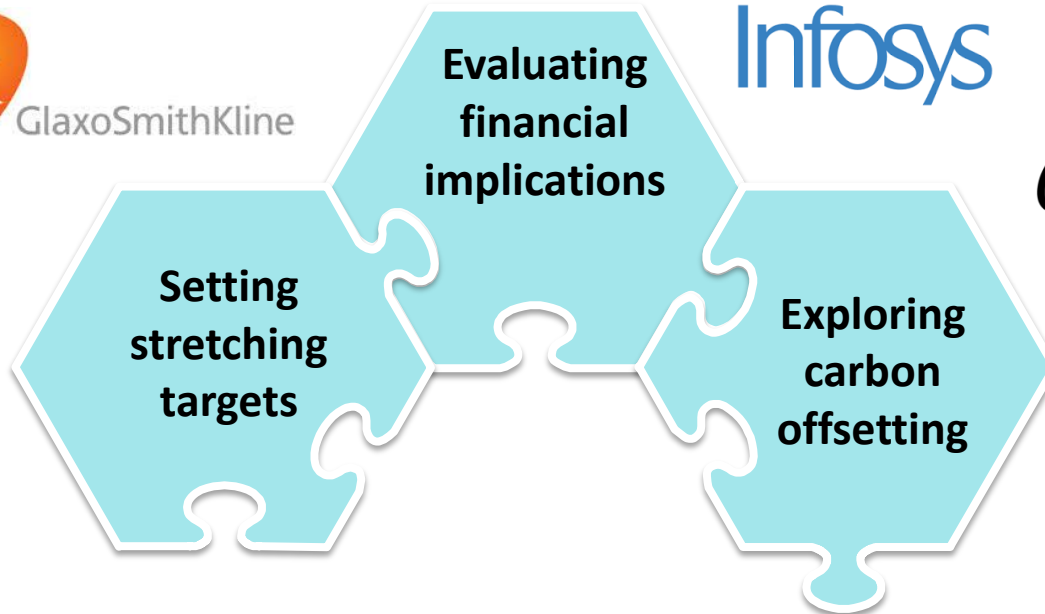 Infosys
GlaxoSmithKline
Evaluating
financial
implications
Setting
stretching
targets
Exploring
carbon
offsetting